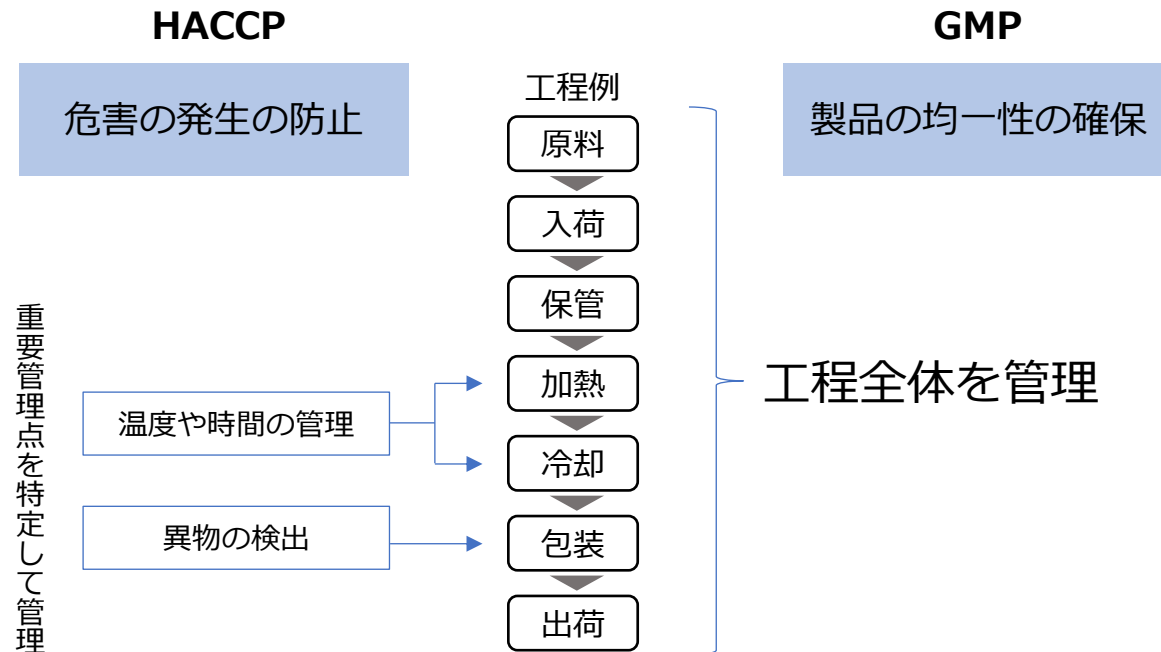 HACCP
GMP
危害の発生の防止
工程例
製品の均一性の確保
原料
入荷
保管
加熱
冷却
包装
出荷
重要管理点を特定して管理
温度や時間の管理
異物の検出
工程全体を管理